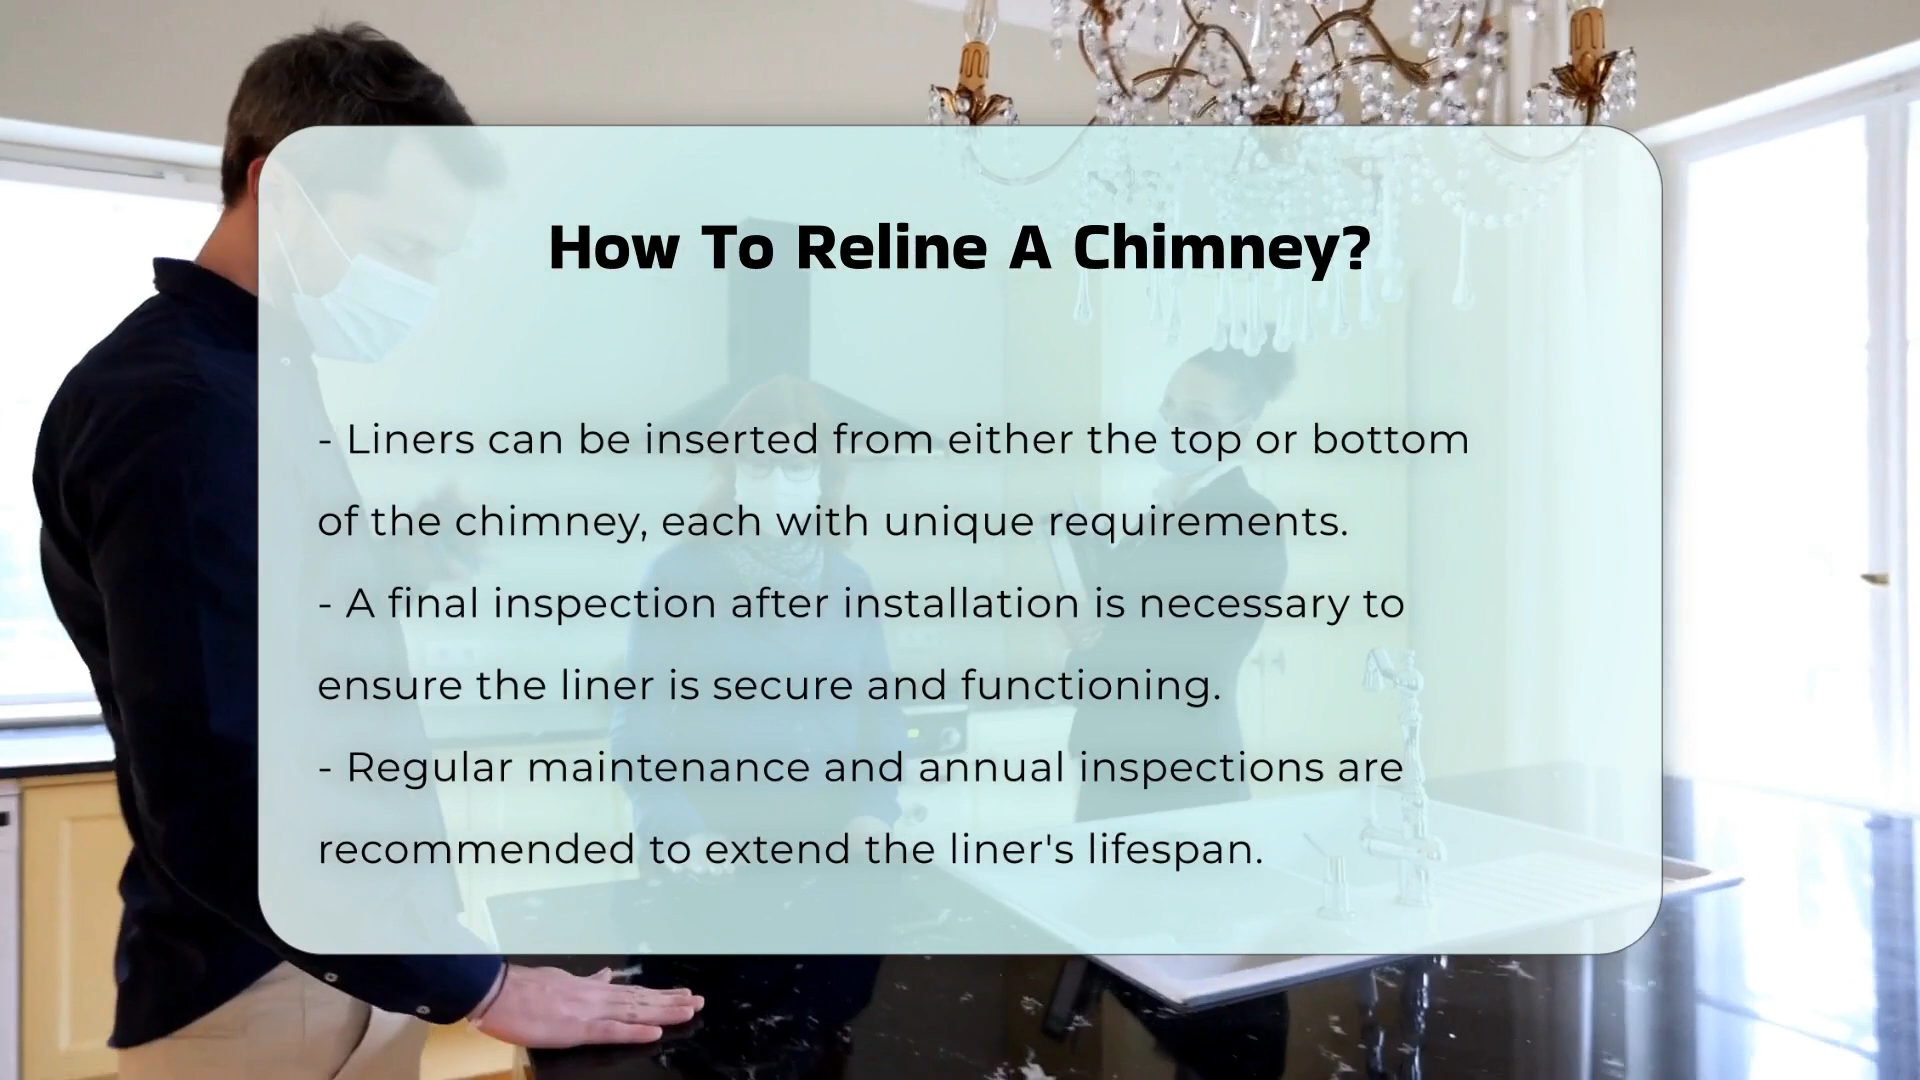 How To Reline A Chimney?
- Liners can be inserted from either the top or bottom
of the chimney, each with unique requirements.
- A final inspection after installation is necessary to
ensure the liner is secure and functioning.
- Regular maintenance and annual inspections are
recommended to extend the liner's lifespan.